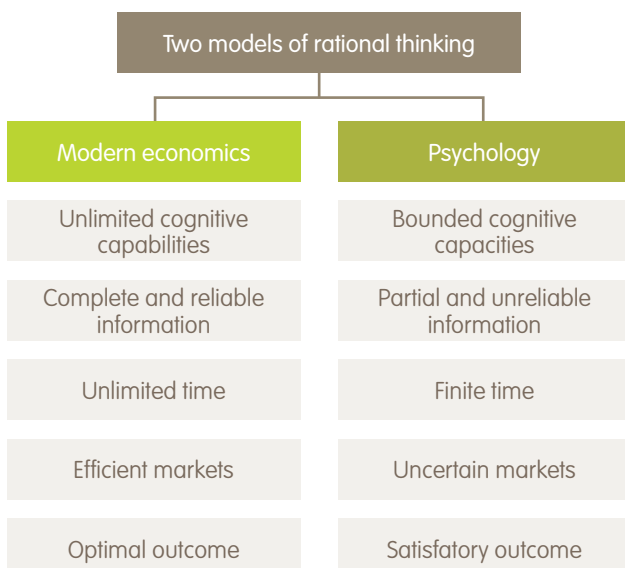 Two models of rational thinking
Modern economics
Unlimited cognitive
capabilities
Complete and reliable
information
Unlimited time
Efficient markets
Optimal outcome
Psychology
Bounded cognitive
capacities
Partial and unreliable
information
Finite time
Uncertain markets
Satisfatory outcome